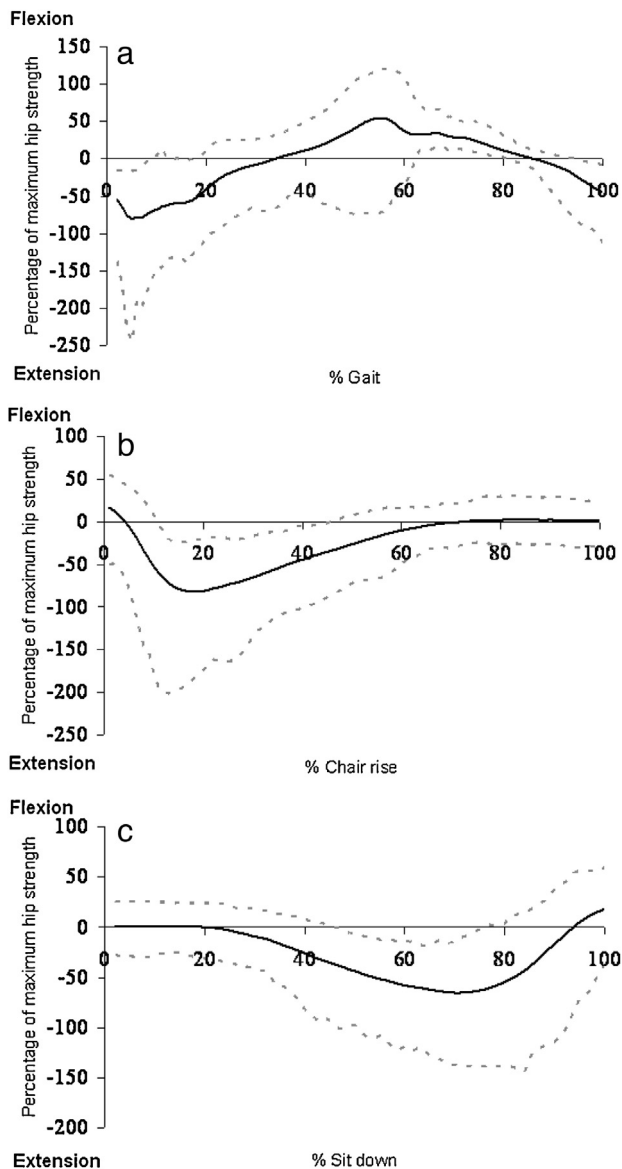 Flexion
a
150
100
50
0
-50
-100
-150
-200
-250
0 20 40 60 80 100
Percentage of maximum hip strength
Extension
% Gait
Flexion
b
100
50
0
-50
-100
-150
-200
-250
0 20 40 60 80 100
Percentage of maximum hip strength
Extension
% Chair rise
Flexion
c
100
50
0
-50
-100
-150
-200
0 20 40 60 80 100
Percentage of maximum hip strength
Extension
% Sit down